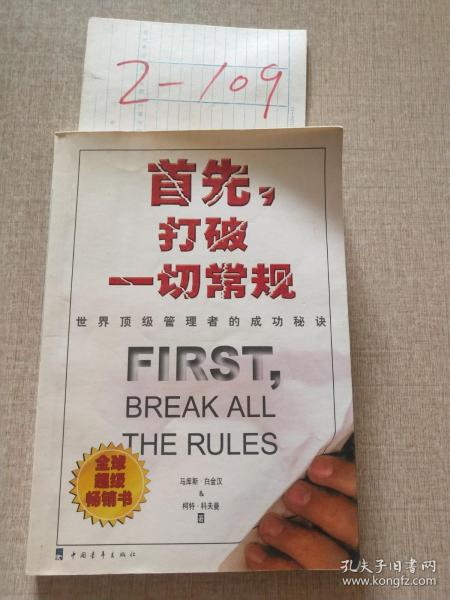 2-109
首先，
打破
一切常规
世界顶级管理者的成功秘诀
FIRST,
BREAK ALL
THE RULES
全球
超级
畅销书
马库斯·白金汉
&
柯特·科夫曼
著
中国青年出版社
孔夫子旧书网
www.kongfz.com